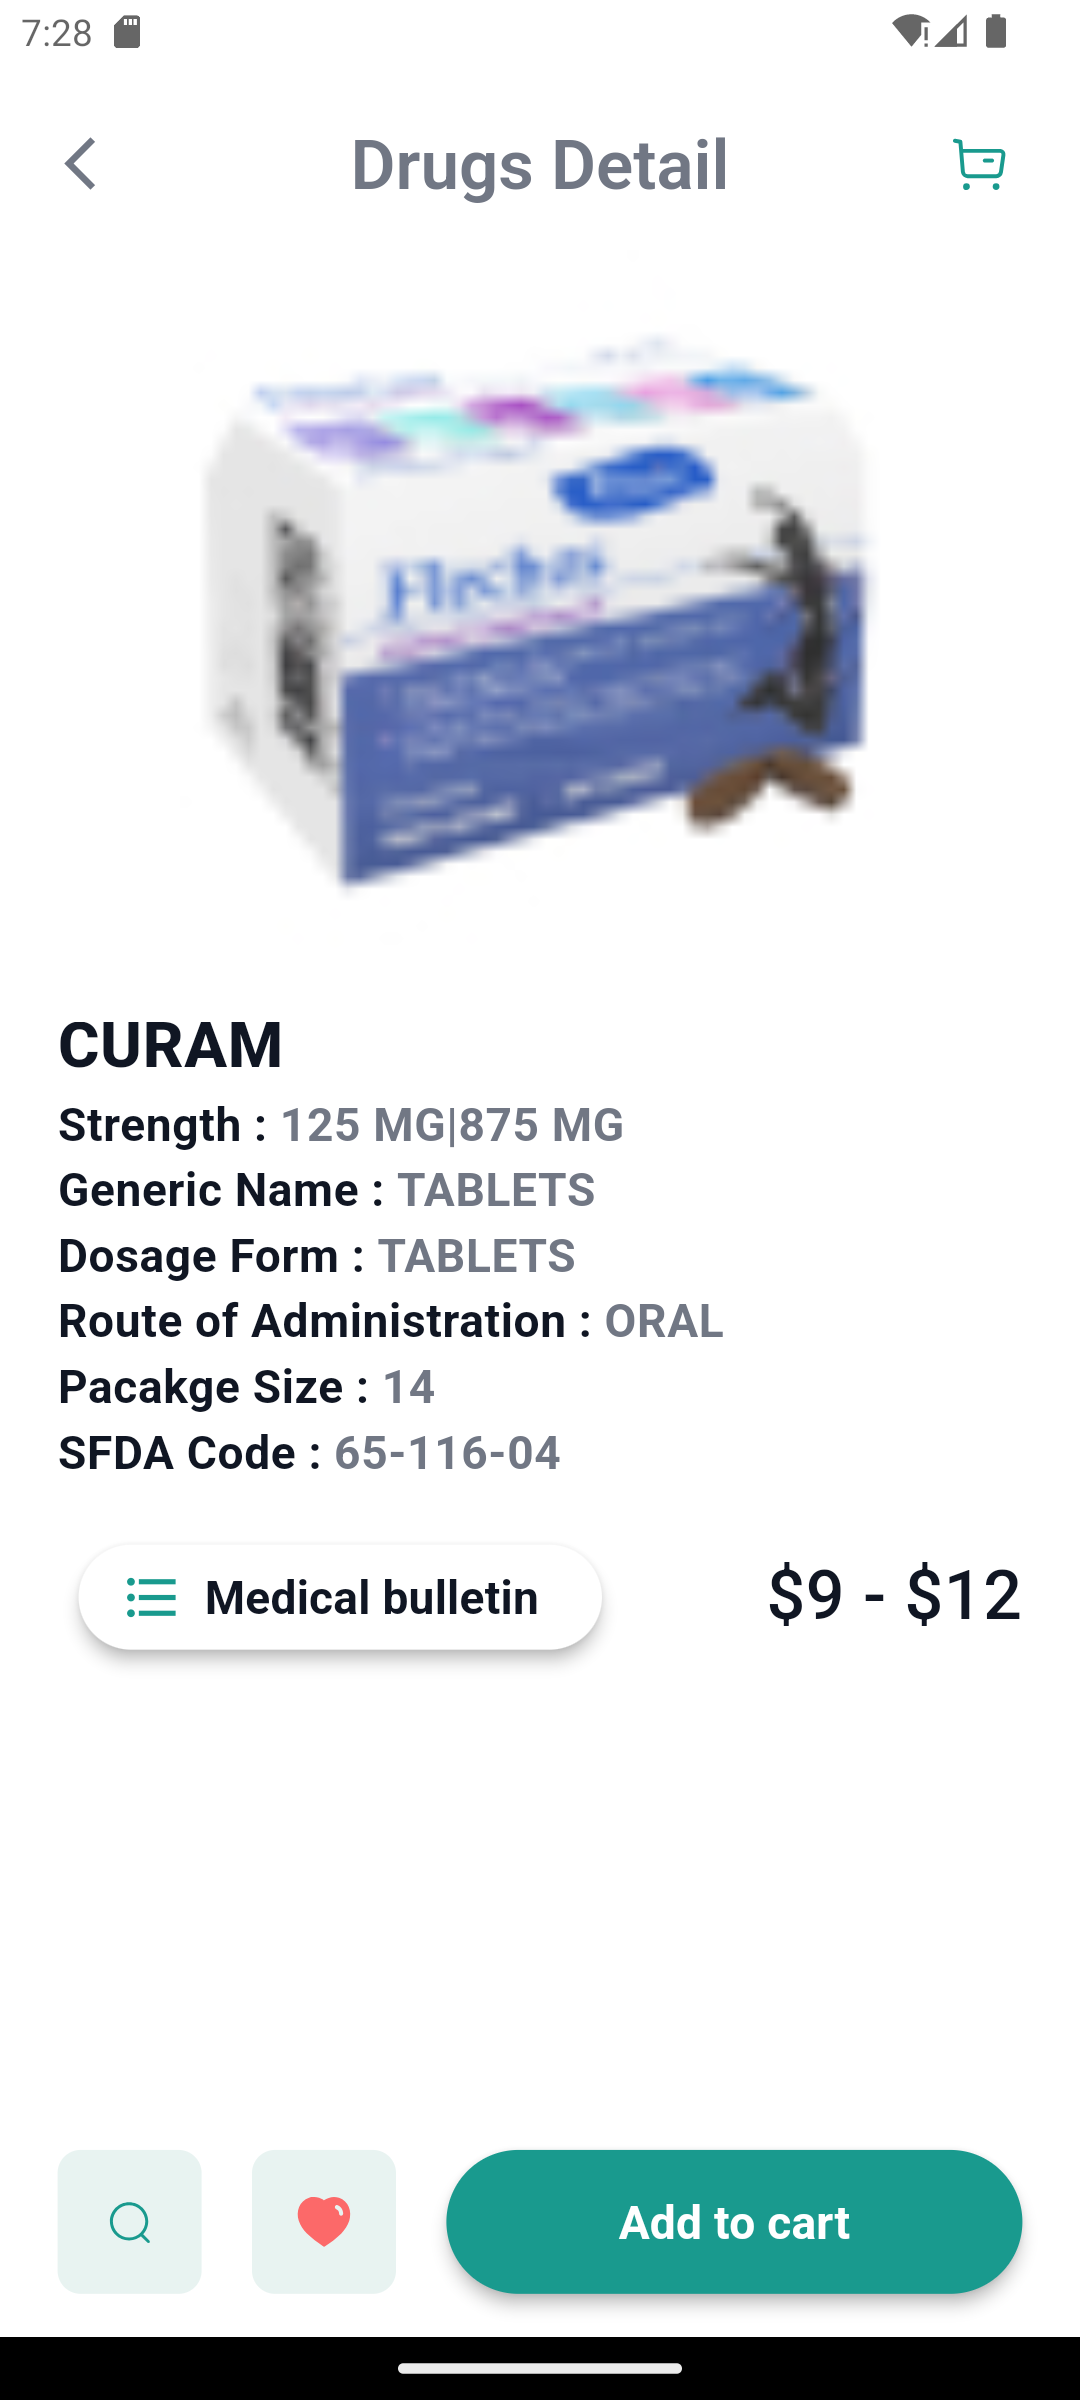 7:28
Drugs Detail
CURAM
Strength : 125 MG|875 MG
Generic Name : TABLETS
Dosage Form : TABLETS
Route of Administration : ORAL
Pacakge Size : 14
SFDA Code : 65-116-04
Medical bulletin
$9 - $12
Add to cart